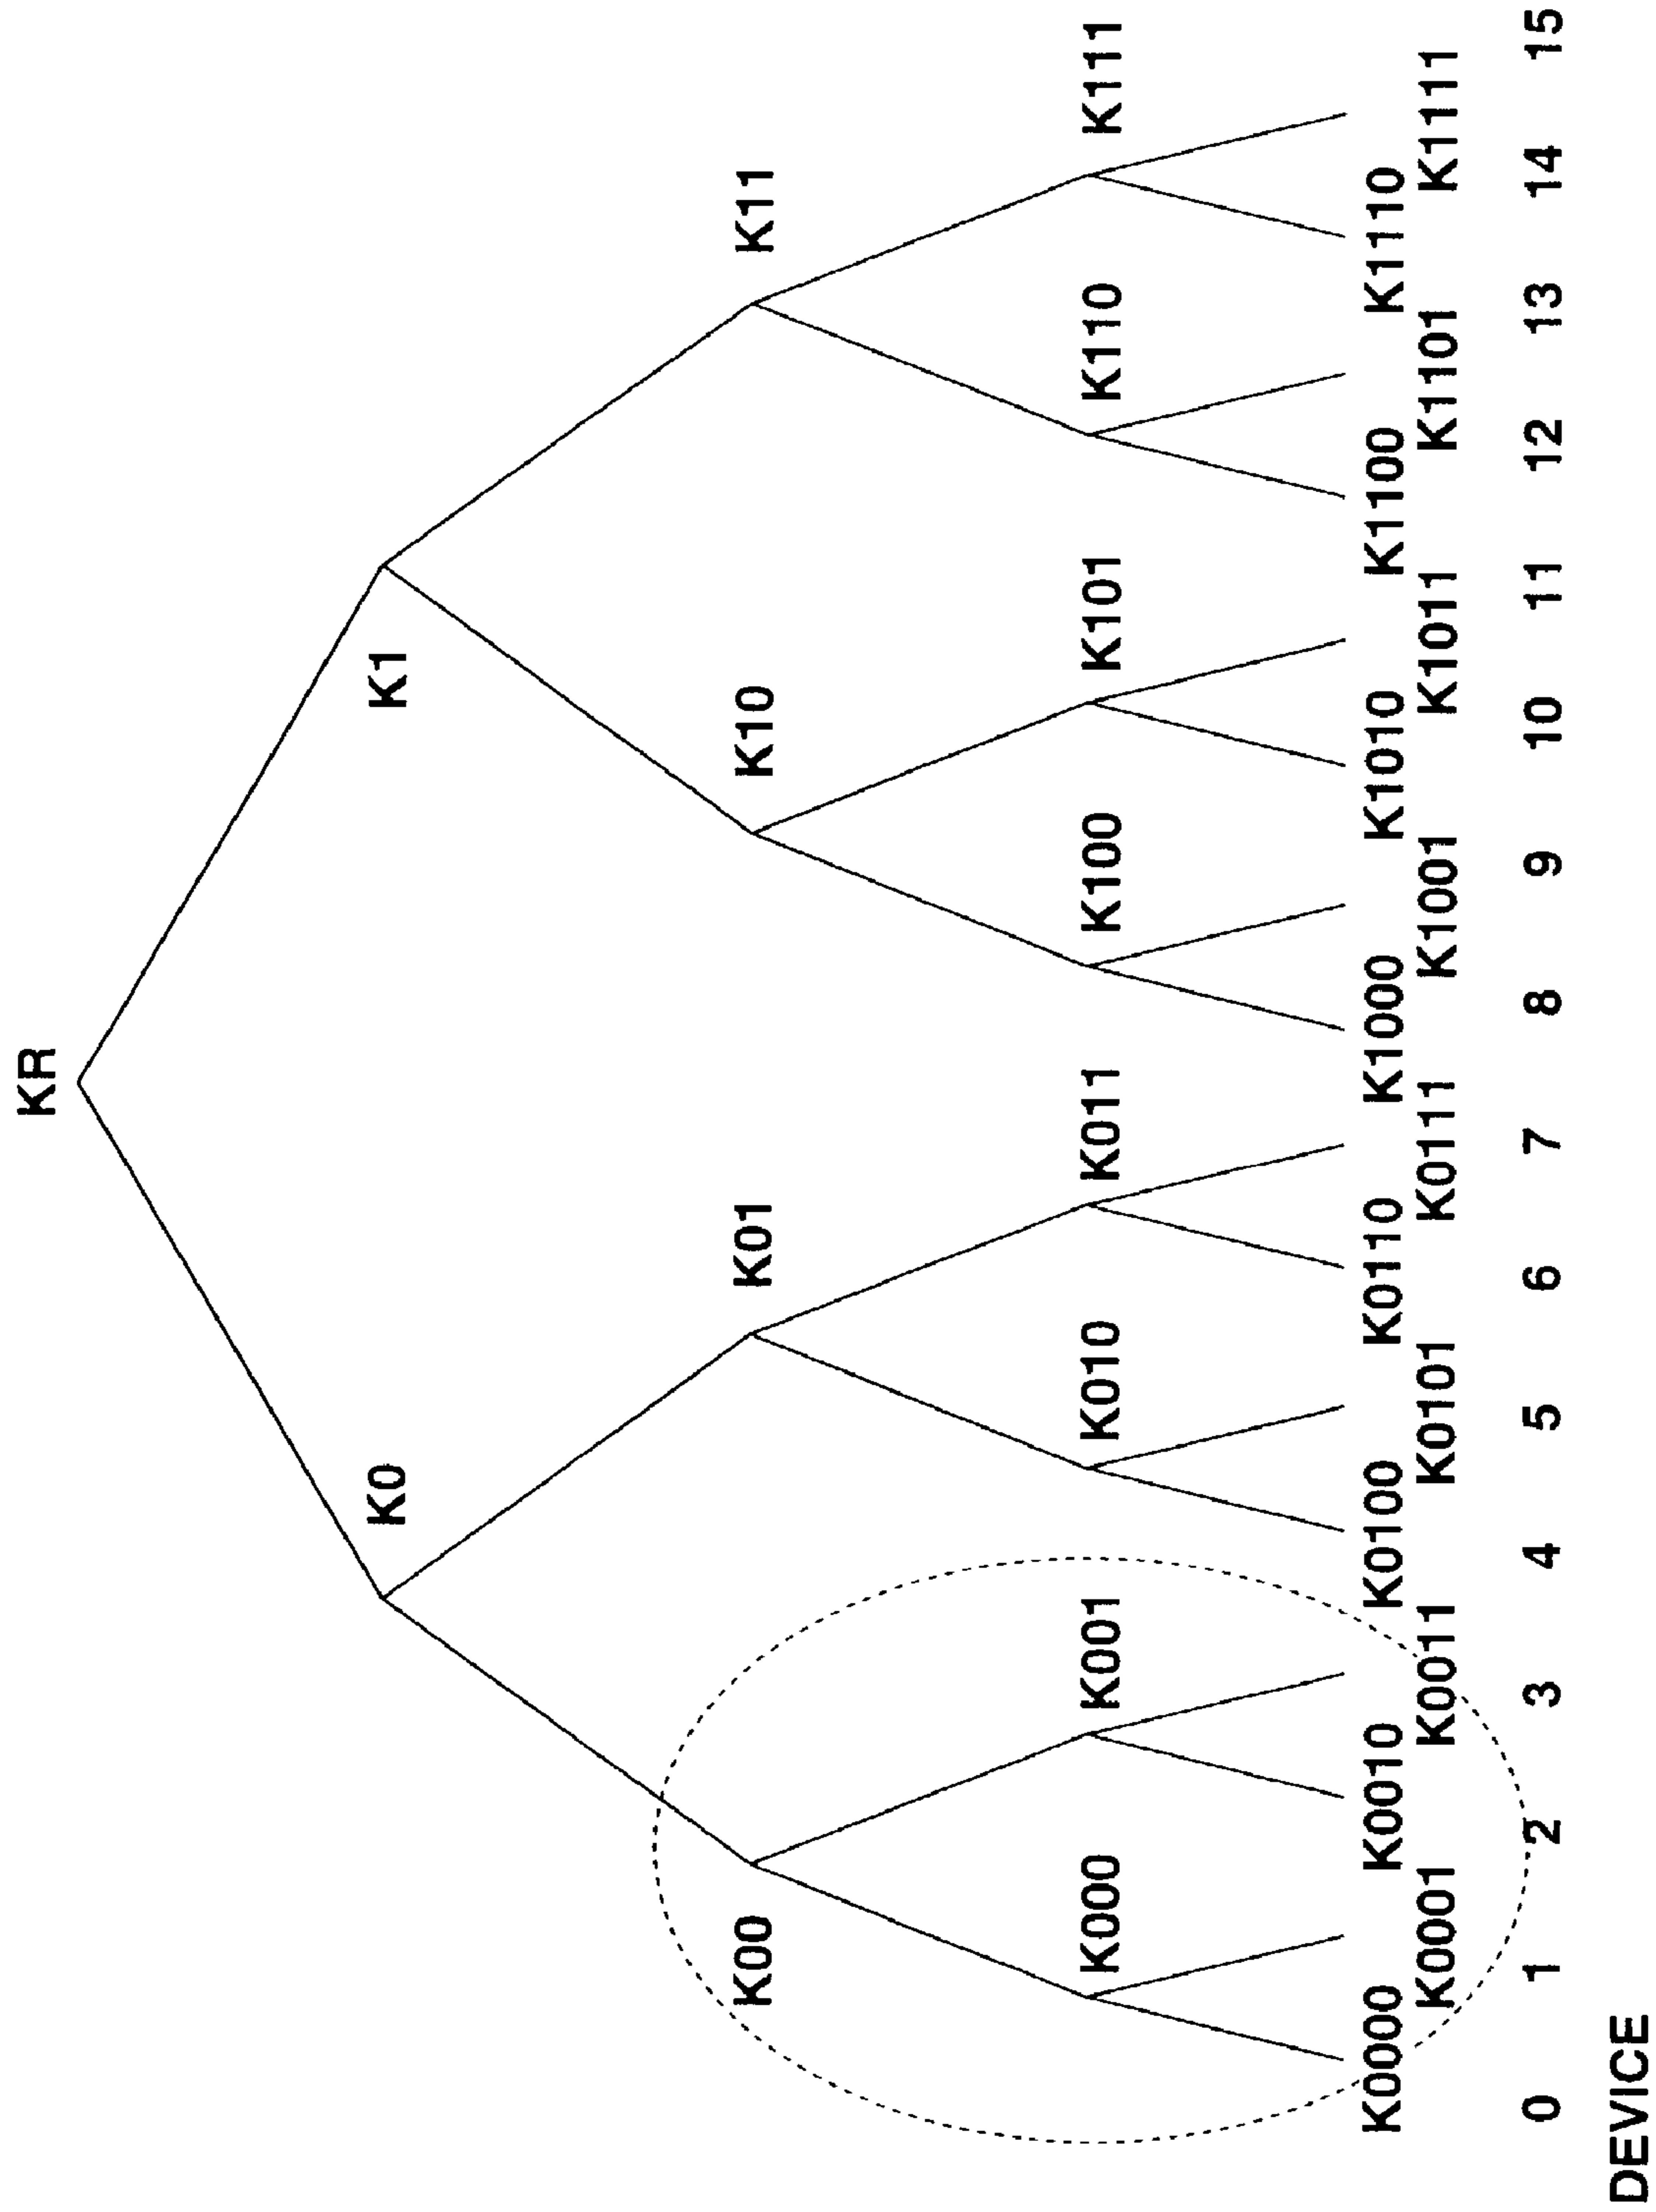 KR
K0 K1
K00 K01 K10 K11
K000 K001 K010 K011 K100 K101 K110 K111
K0000 K0010 K0100 K0110 K1000 K1010 K1100 K1110
K0001 K0011 K0101 K0111 K1001 K1011 K1101 K1111
0 1 2 3 4 5 6 7 8 9 10 11 12 13 14 15
DEVICE